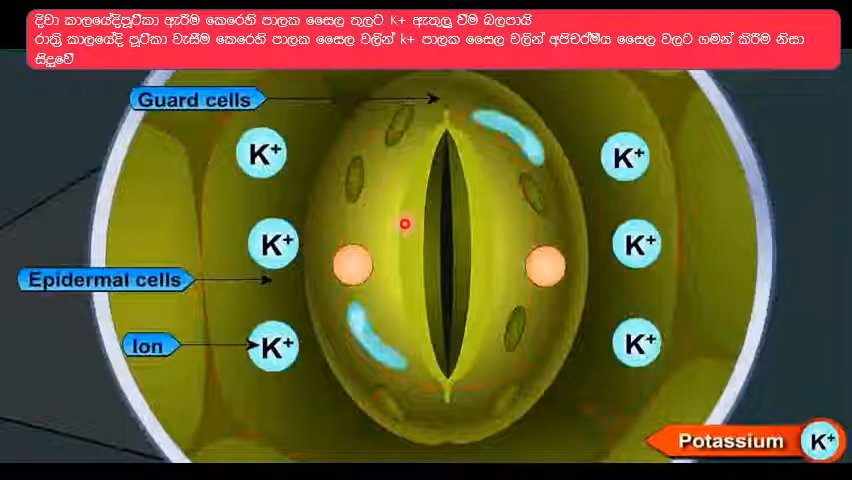 දිවා කාලයේදිපූටිකා ඇරීම කෙරෙහි පාලක සෛල තුලට K+ ඇතුලු වීම බලපායි
රාත්‍රි කාලයේදි පූටිකා වැසීම කෙරෙහි පාලක සෛල වලින් k+ පාලක සෛල වලින් අපිචර්මීය සෛල වලට ගමන් කිරීම නිසා
සිදුවේ
Guard cells
K+ K+
K+ K+
Epidermal cells
Ion K+ K+
Potassium K+